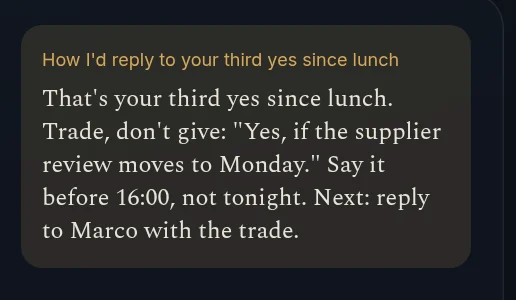 How I'd reply to your third yes since lunch
That's your third yes since lunch.
Trade, don't give: "Yes, if the supplier
review moves to Monday." Say it
before 16:00, not tonight. Next: reply
to Marco with the trade.